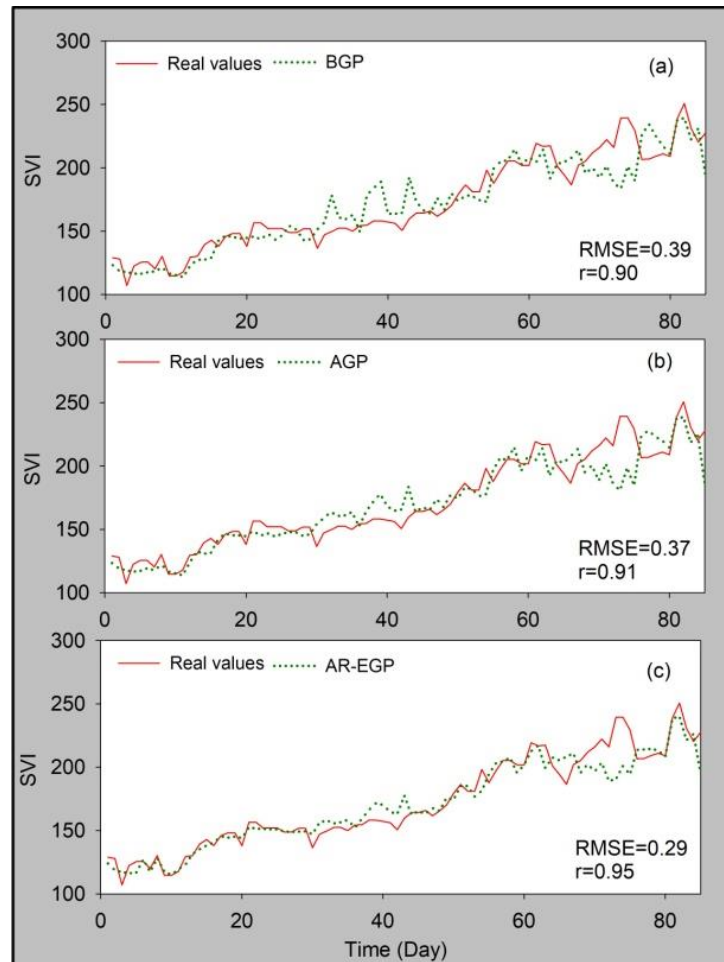 300
Real values BGP (a)
250
200
SVI
150
RMSE=0.39
r=0.90
100
0 20 40 60 80
300
Real values AGP (b)
250
200
SVI
150
RMSE=0.37
r=0.91
100
0 20 40 60 80
300
Real values AR-EGP (c)
250
200
SVI
150
RMSE=0.29
r=0.95
100
0 20 40 60 80
Time (Day)